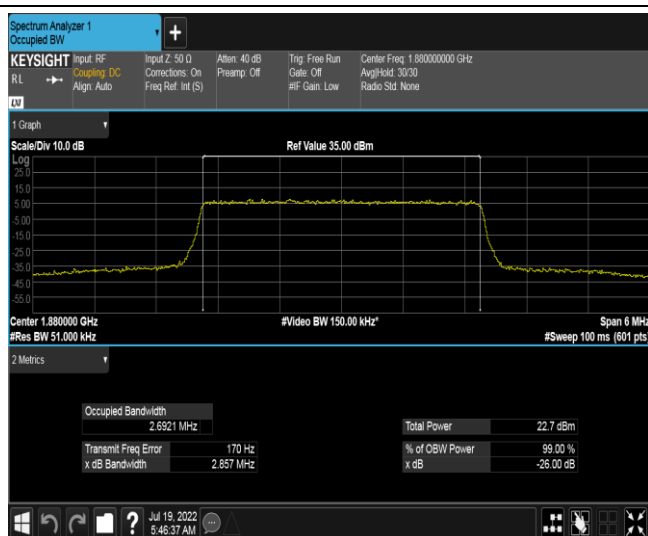 Spectrum Analyzer 1
Occupied BW
+
KEYSIGHT Input: RF Input Z: 50 Ω Atten: 40 dB Trig: Free Run Center Freq: 1.880000000 GHz
RL Coupling: DC Corrections: On Preamp: Off Gate: Off Avg|Hold: 30/30
Align: Auto Freq Ref: Int (S) #IF Gain: Low Radio Std: None
LXI
1 Graph
Scale/Div 10.0 dB Ref Value 35.00 dBm
Log
25.0
15.0
5.00
-5.00
-15.0
-25.0
-35.0
-45.0
-55.0
Center 1.880000 GHz #Video BW 150.00 kHz* Span 6 MHz
#Res BW 51.000 kHz #Sweep 100 ms (601 pts)
2 Metrics
Occupied Bandwidth
2.6921 MHz Total Power 22.7 dBm
Transmit Freq Error 170 Hz % of OBW Power 99.00 %
x dB Bandwidth 2.857 MHz x dB -26.00 dB
? Jul 19, 2022
5:46:37 AM